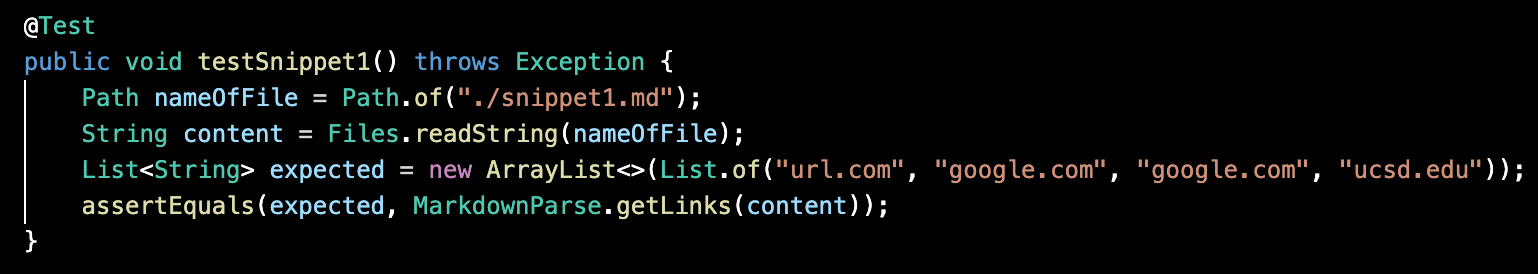 @Test
public void testSnippet1() throws Exception {
    Path nameOfFile = Path.of("./snippet1.md");
    String content = Files.readString(nameOfFile);
    List<String> expected = new ArrayList<>(List.of("url.com", "google.com", "google.com", "ucsd.edu"));
    assertEquals(expected, MarkdownParse.getLinks(content));
}